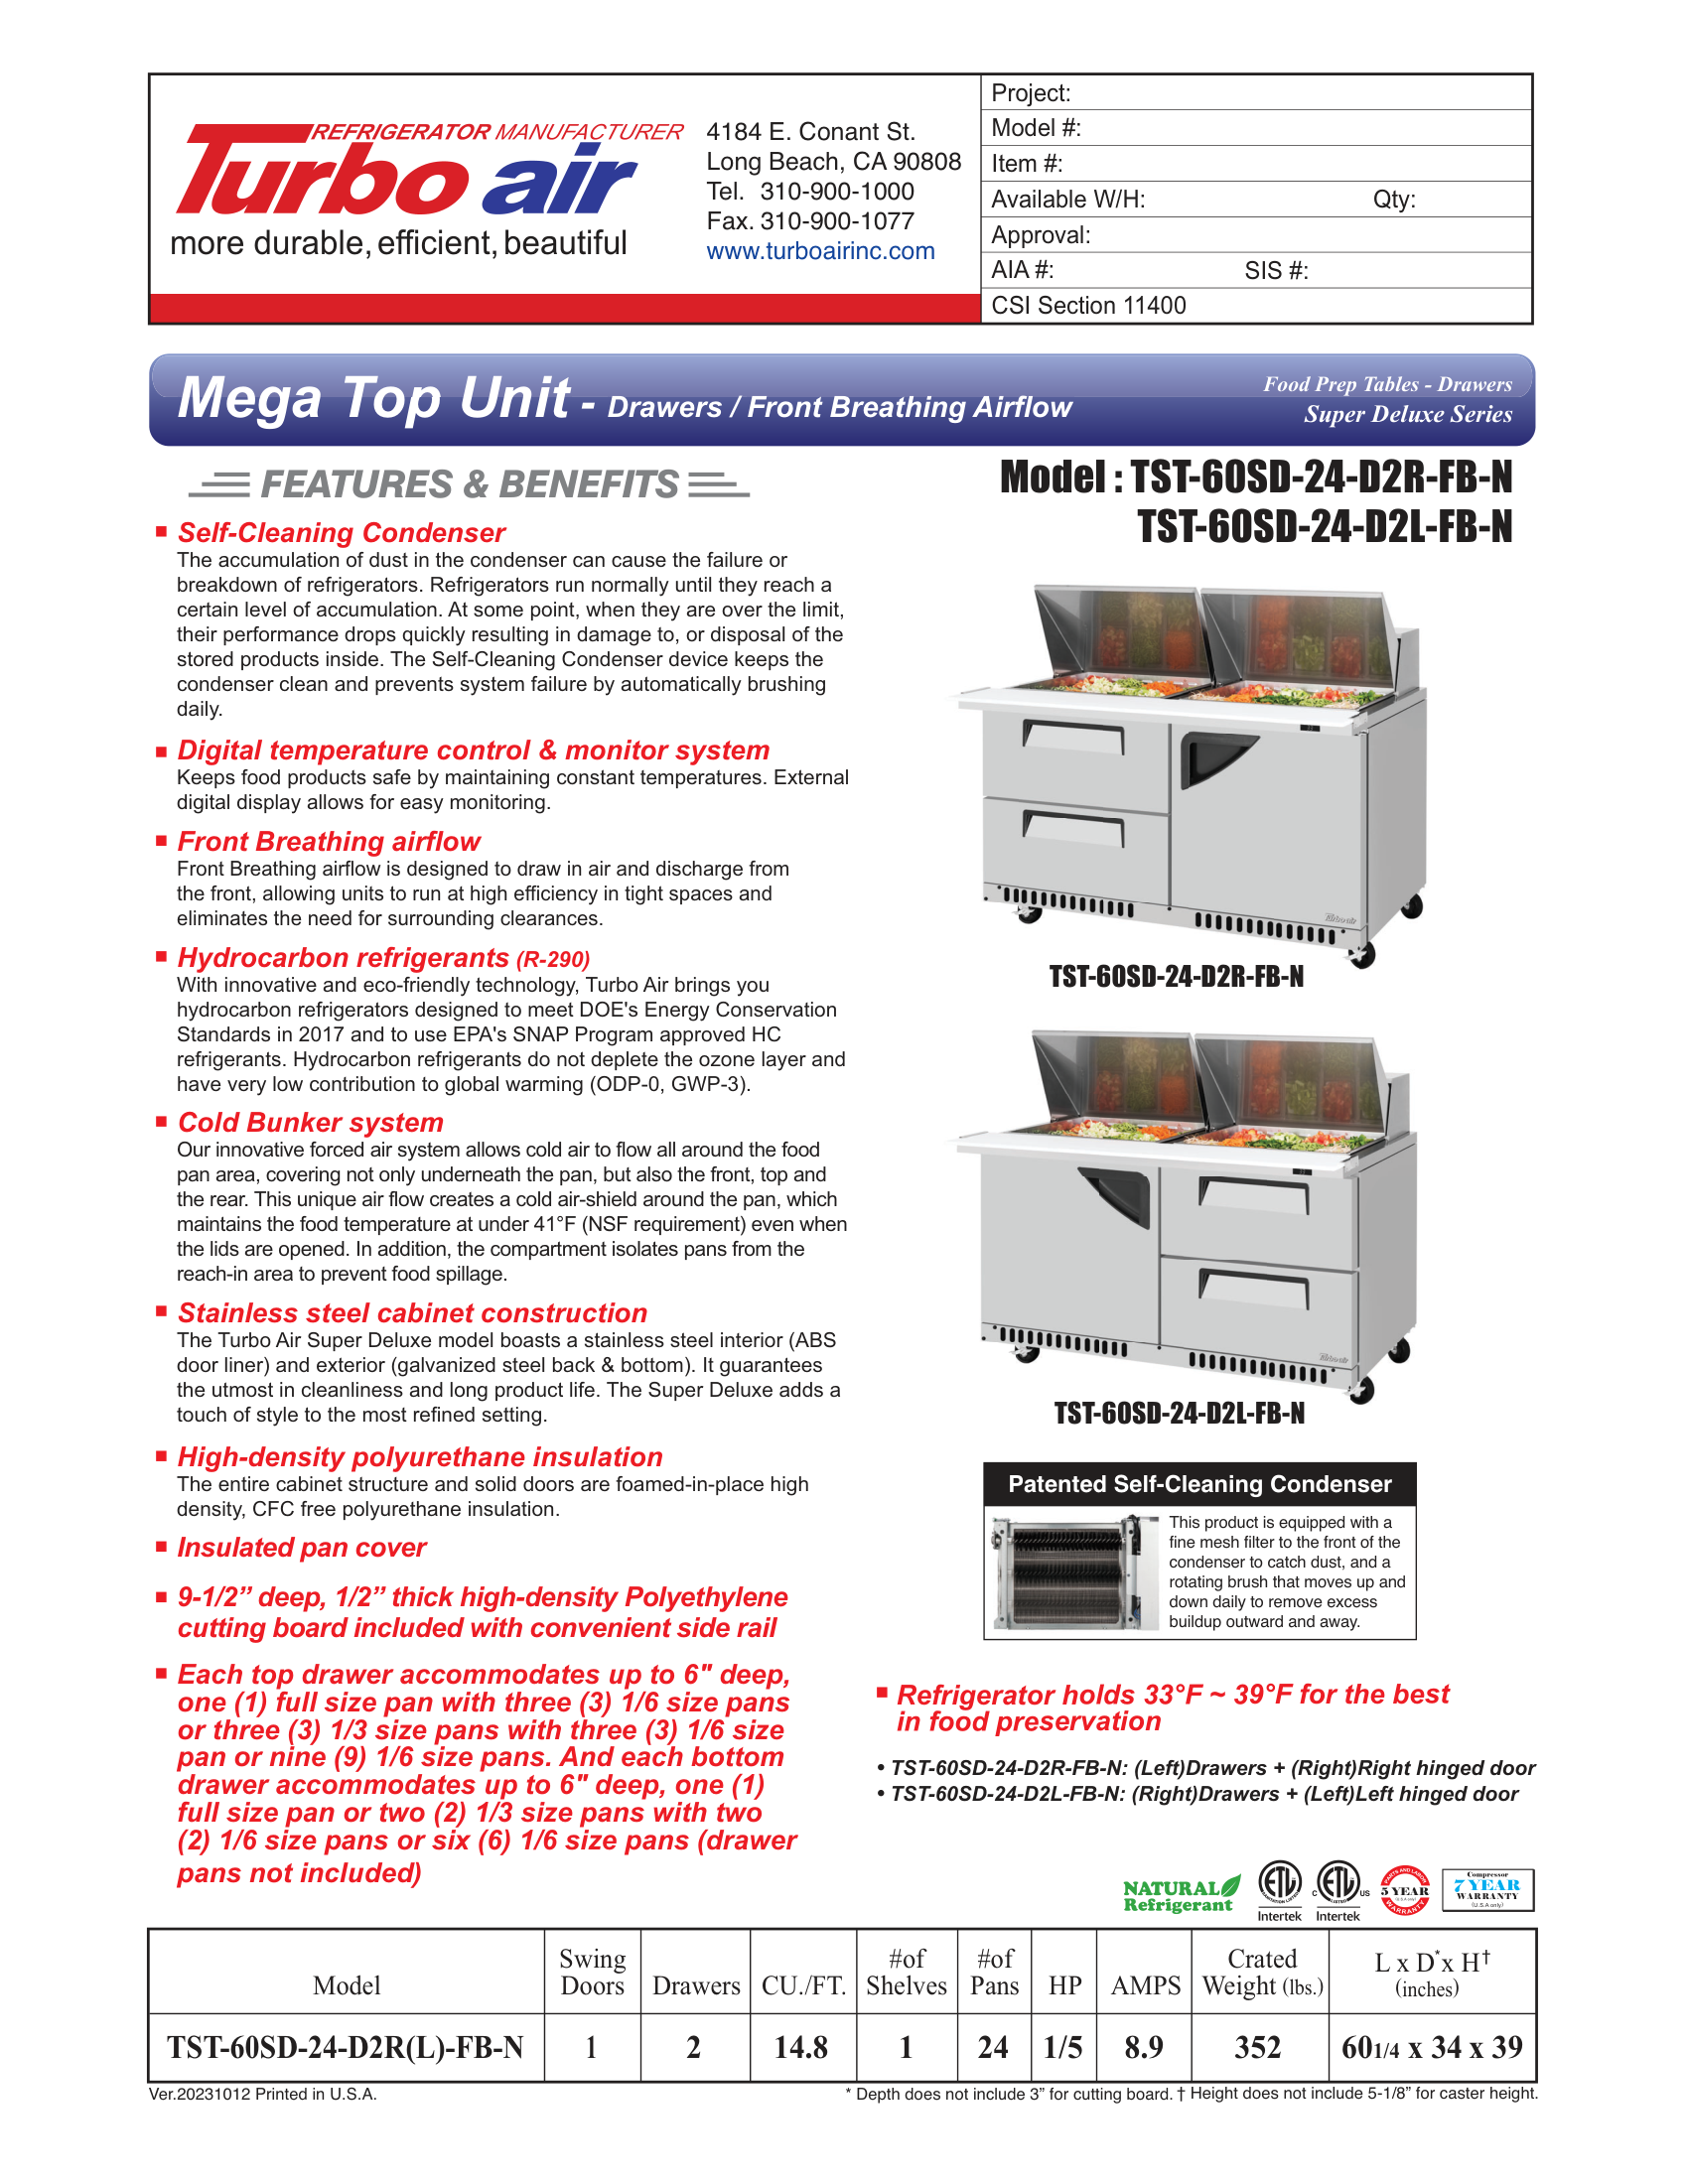 REFRIGERATOR MANUFACTURER
Turbo air
more durable, efficient, beautiful
4184 E. Conant St.
Long Beach, CA 90808
Tel. 310-900-1000
Fax. 310-900-1077
www.turboairinc.com
Project:
Model #:
Item #:
Available W/H: Qty:
Approval:
AIA #: SIS #:
CSI Section 11400
Mega Top Unit - Drawers / Front Breathing Airflow
Food Prep Tables - Drawers
Super Deluxe Series
FEATURES & BENEFITS
Self-Cleaning Condenser
The accumulation of dust in the condenser can cause the failure or
breakdown of refrigerators. Refrigerators run normally until they reach a
certain level of accumulation. At some point, when they are over the limit,
their performance drops quickly resulting in damage to, or disposal of the
stored products inside. The Self-Cleaning Condenser device keeps the
condenser clean and prevents system failure by automatically brushing
daily.
Digital temperature control & monitor system
Keeps food products safe by maintaining constant temperatures. External
digital display allows for easy monitoring.
Front Breathing airflow
Front Breathing airflow is designed to draw in air and discharge from
the front, allowing units to run at high efficiency in tight spaces and
eliminates the need for surrounding clearances.
Hydrocarbon refrigerants (R-290)
With innovative and eco-friendly technology, Turbo Air brings you
hydrocarbon refrigerators designed to meet DOE's Energy Conservation
Standards in 2017 and to use EPA's SNAP Program approved HC
refrigerants. Hydrocarbon refrigerants do not deplete the ozone layer and
have very low contribution to global warming (ODP-0, GWP-3).
Cold Bunker system
Our innovative forced air system allows cold air to flow all around the food
pan area, covering not only underneath the pan, but also the front, top and
the rear. This unique air flow creates a cold air-shield around the pan, which
maintains the food temperature at under 41°F (NSF requirement) even when
the lids are opened. In addition, the compartment isolates pans from the
reach-in area to prevent food spillage.
Stainless steel cabinet construction
The Turbo Air Super Deluxe model boasts a stainless steel interior (ABS
door liner) and exterior (galvanized steel back & bottom). It guarantees
the utmost in cleanliness and long product life. The Super Deluxe adds a
touch of style to the most refined setting.
High-density polyurethane insulation
The entire cabinet structure and solid doors are foamed-in-place high
density, CFC free polyurethane insulation.
Insulated pan cover
9-1/2” deep, 1/2” thick high-density Polyethylene
cutting board included with convenient side rail
Each top drawer accommodates up to 6" deep,
one (1) full size pan with three (3) 1/6 size pans
or three (3) 1/3 size pans with three (3) 1/6 size
pan or nine (9) 1/6 size pans. And each bottom
drawer accommodates up to 6" deep, one (1)
full size pan or two (2) 1/3 size pans with two
(2) 1/6 size pans or six (6) 1/6 size pans (drawer
pans not included)
Model : TST-60SD-24-D2R-FB-N
TST-60SD-24-D2L-FB-N
Turbo air
TST-60SD-24-D2R-FB-N
Turbo air
TST-60SD-24-D2L-FB-N
Patented Self-Cleaning Condenser
This product is equipped with a
fine mesh filter to the front of the
condenser to catch dust, and a
rotating brush that moves up and
down daily to remove excess
buildup outward and away.
Refrigerator holds 33°F ~ 39°F for the best
in food preservation
• TST-60SD-24-D2R-FB-N: (Left)Drawers + (Right)Right hinged door
• TST-60SD-24-D2L-FB-N: (Right)Drawers + (Left)Left hinged door
NATURAL
Refrigerant
ETL
SANITATION LISTED
Intertek
C ETL US
LISTED
Intertek
PARTS AND LABOR
5 YEAR
(U.S.A only)
WARRANTY
Compressor
7 YEAR
WARRANTY
(U.S.A only)
Model Swing Doors Drawers CU./FT. #of Shelves #of Pans HP AMPS Crated Weight (lbs.) L x D* x H† (inches)
TST-60SD-24-D2R(L)-FB-N 1 2 14.8 1 24 1/5 8.9 352 601/4 x 34 x 39
Ver.20231012 Printed in U.S.A.
* Depth does not include 3” for cutting board. † Height does not include 5-1/8” for caster height.